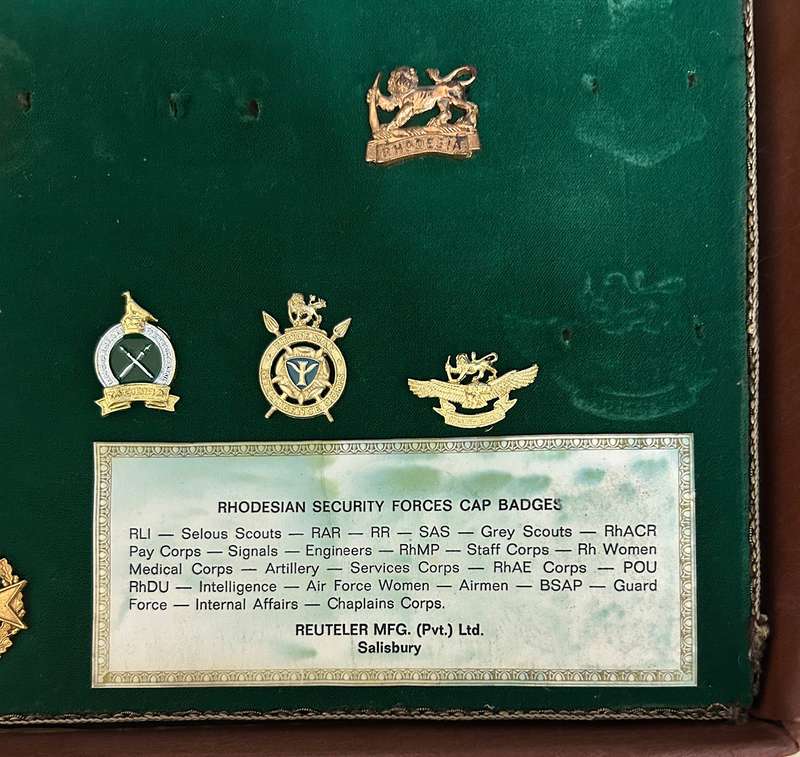 RHODESIA
RHODESIAN SECURITY FORCES CAP BADGES
RLI — Selous Scouts — RAR — RR — SAS — Grey Scouts — RhACR
Pay Corps — Signals — Engineers — RhMP — Staff Corps — Rh Women
Medical Corps — Artillery — Services Corps — RhAE Corps — POU
RhDU — Intelligence — Air Force Women — Airmen — BSAP — Guard
Force — Internal Affairs — Chaplains Corps.
REUTELER MFG. (Pvt.) Ltd.
Salisbury